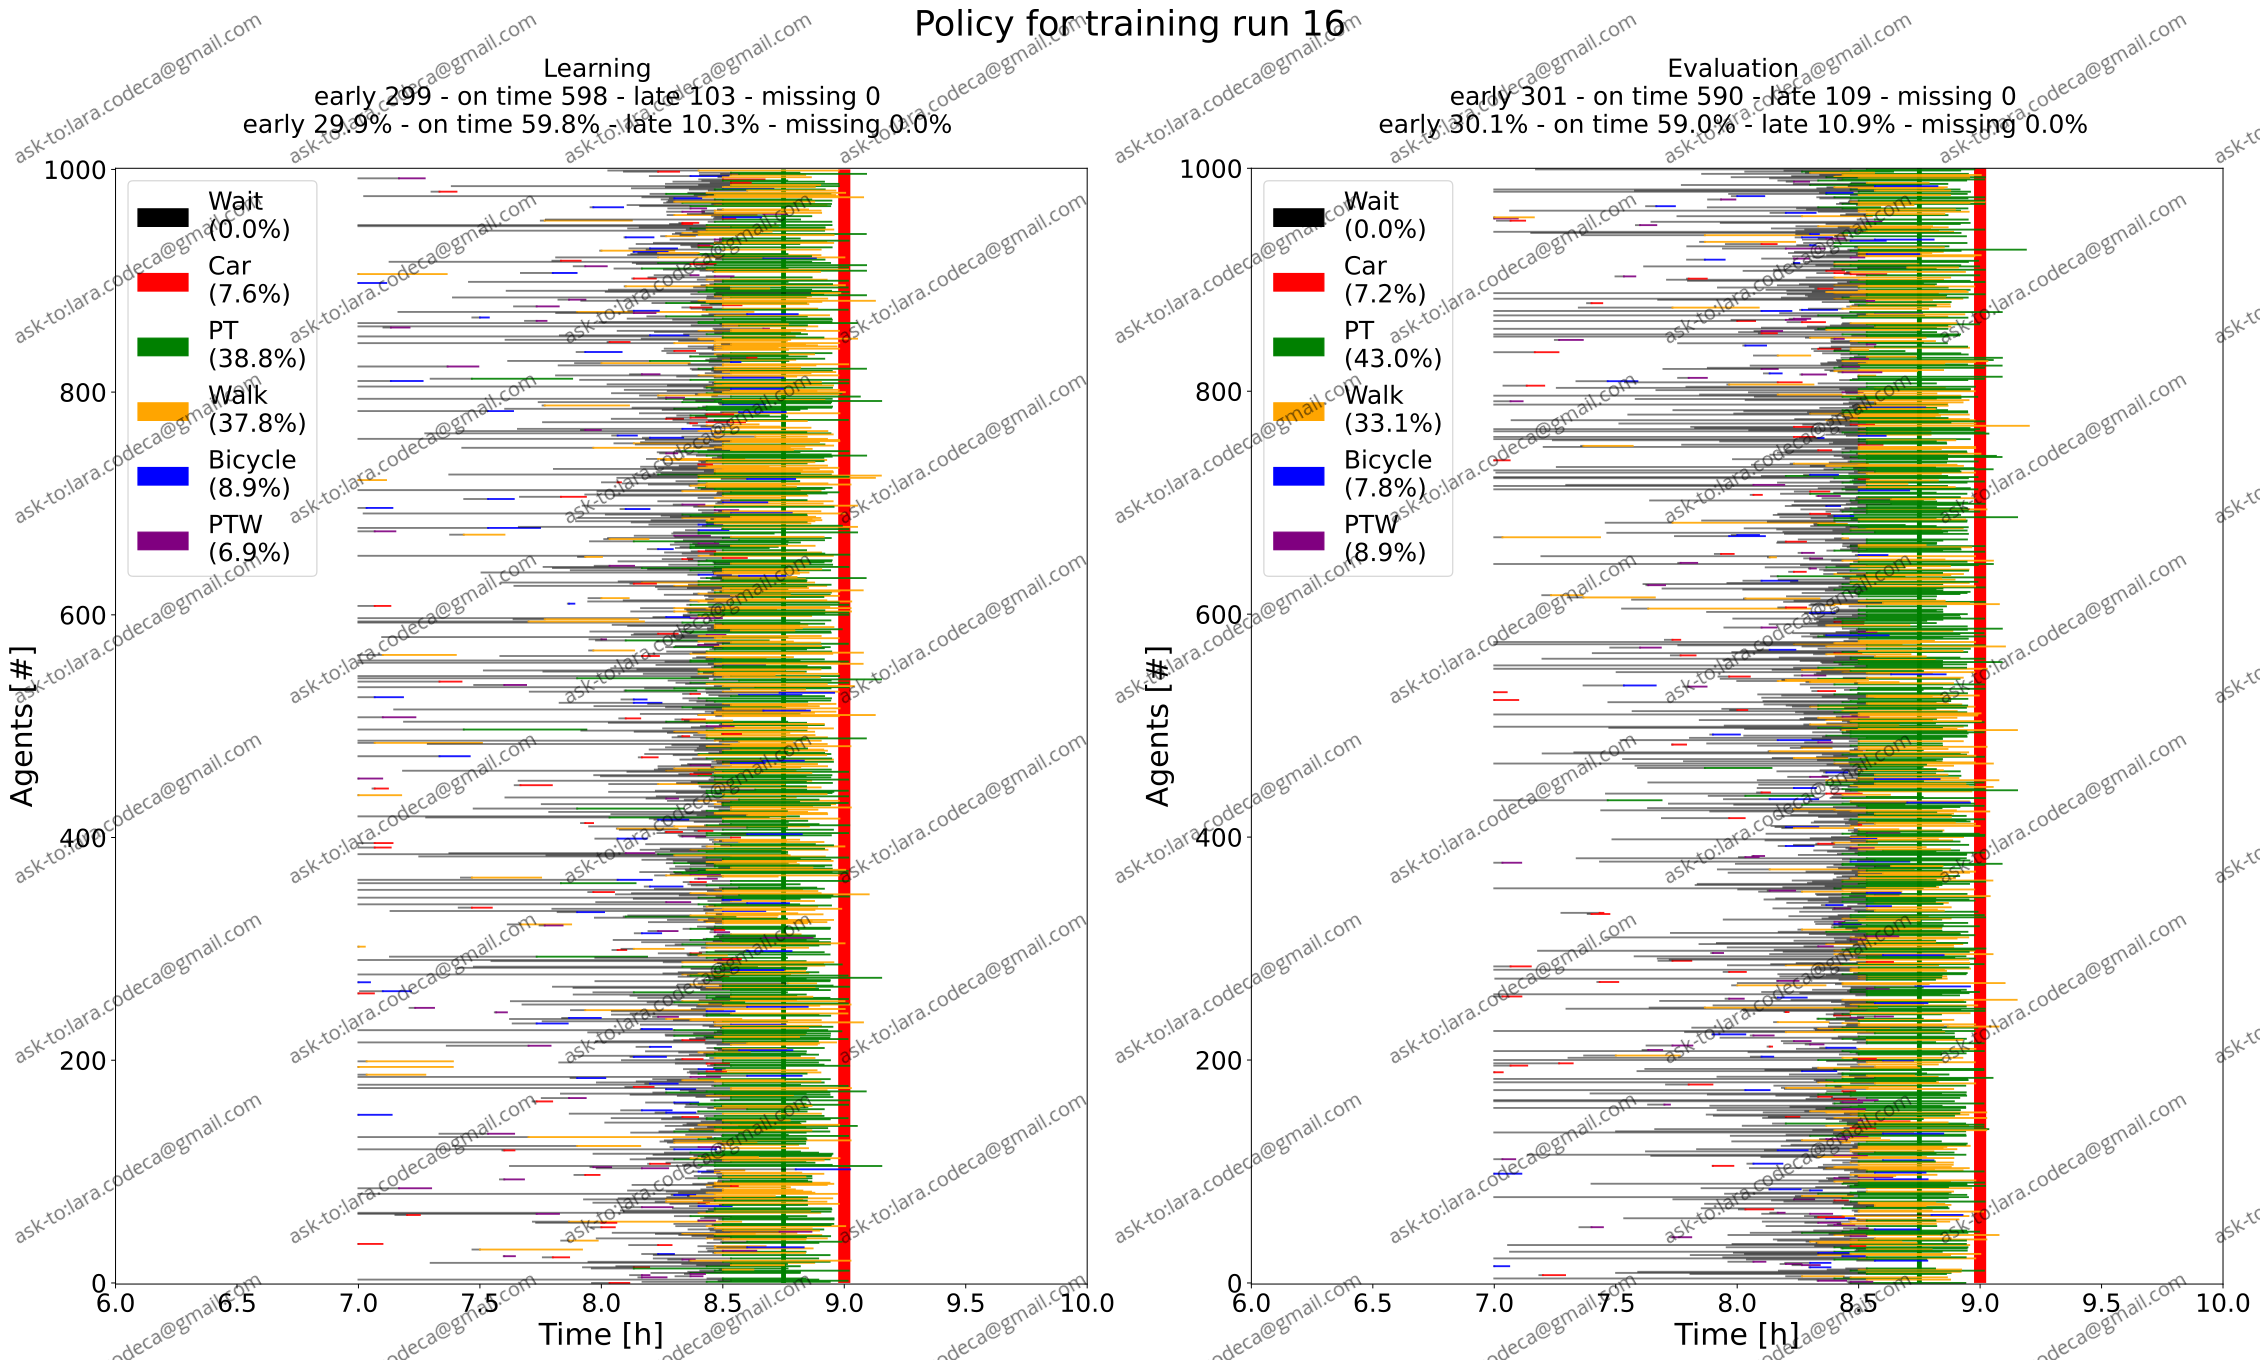 Policy for training run 16
Learning
early 299 - on time 598 - late 103 - missing 0
early 29.9% - on time 59.8% - late 10.3% - missing 0.0%
1000
800
600
400
200
0
Agents [#]
Wait
(0.0%)
Car
(7.6%)
PT
(38.8%)
Walk
(37.8%)
Bicycle
(8.9%)
PTW
(6.9%)
6.0 6.5 7.0 7.5 8.0 8.5 9.0 9.5 10.0
Time [h]
Evaluation
early 301 - on time 590 - late 109 - missing 0
early 30.1% - on time 59.0% - late 10.9% - missing 0.0%
1000
800
600
400
200
0
Agents [#]
Wait
(0.0%)
Car
(7.2%)
PT
(43.0%)
Walk
(33.1%)
Bicycle
(7.8%)
PTW
(8.9%)
6.0 6.5 7.0 7.5 8.0 8.5 9.0 9.5 10.0
Time [h]
ask-to:lara.codeca@gmail.com